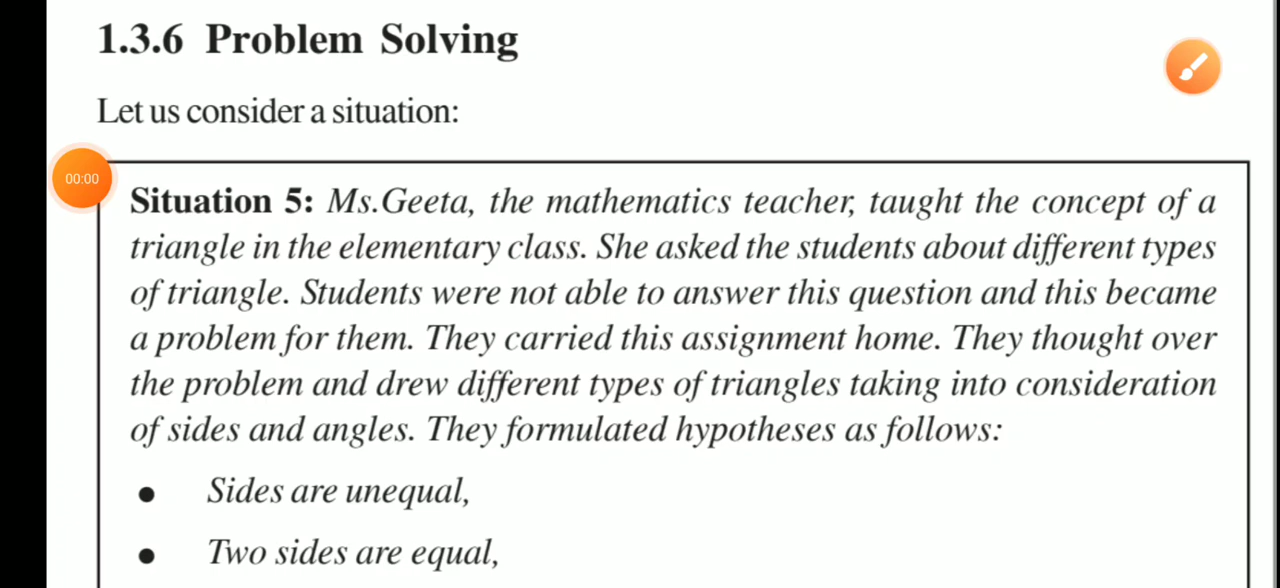 1.3.6 Problem Solving
Let us consider a situation:
00:00
Situation 5: Ms.Geeta, the mathematics teacher, taught the concept of a
triangle in the elementary class. She asked the students about different types
of triangle. Students were not able to answer this question and this became
a problem for them. They carried this assignment home. They thought over
the problem and drew different types of triangles taking into consideration
of sides and angles. They formulated hypotheses as follows:
● Sides are unequal,
● Two sides are equal,